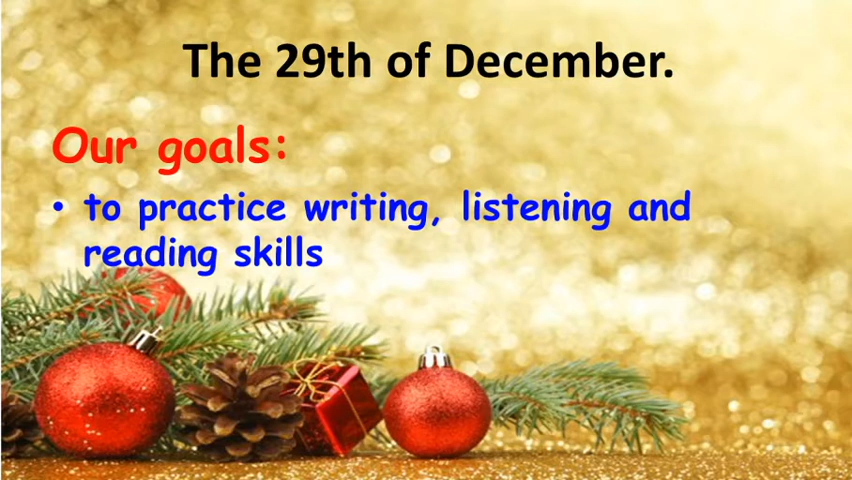 The 29th of December.
Our goals:
• to practice writing, listening and
reading skills